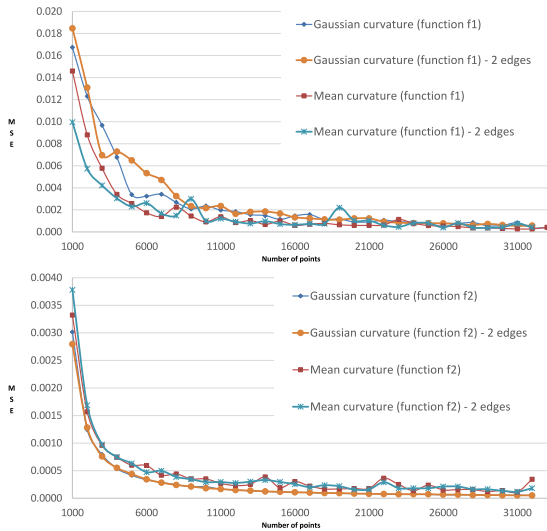 0.020
0.018
0.016
0.014
0.012
0.010
0.008
0.006
0.004
0.002
0.000
M
S
E
Gaussian curvature (function f1)
Gaussian curvature (function f1) - 2 edges
Mean curvature (function f1)
Mean curvature (function f1) - 2 edges
1000 6000 11000 16000 21000 26000 31000
Number of points
0.0040
0.0035
0.0030
0.0025
0.0020
0.0015
0.0010
0.0005
0.0000
M
S
E
Gaussian curvature (function f2)
Gaussian curvature (function f2) - 2 edges
Mean curvature (function f2)
Mean curvature (function f2) - 2 edges
1000 6000 11000 16000 21000 26000 31000
Number of points